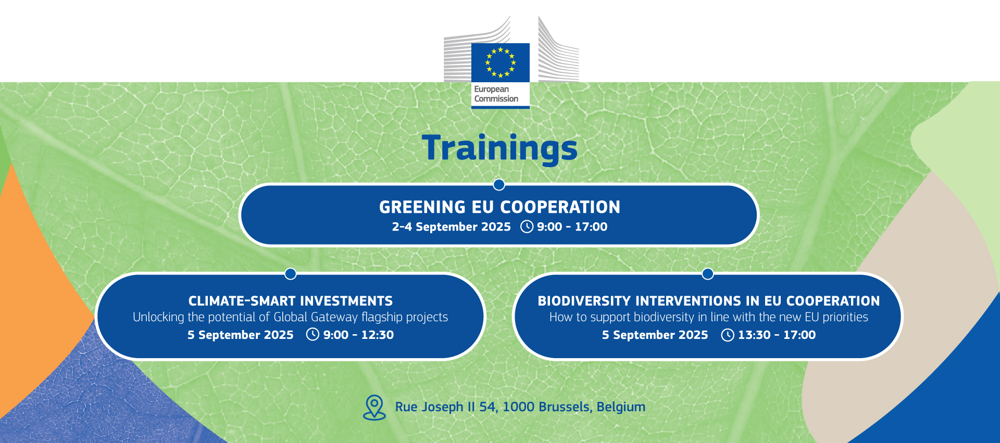 European
Commission
Trainings
GREENING EU COOPERATION
2-4 September 2025 9:00 - 17:00
CLIMATE-SMART INVESTMENTS
Unlocking the potential of Global Gateway flagship projects
5 September 2025 9:00 - 12:30
BIODIVERSITY INTERVENTIONS IN EU COOPERATION
How to support biodiversity in line with the new EU priorities
5 September 2025 13:30 - 17:00
Rue Joseph II 54, 1000 Brussels, Belgium